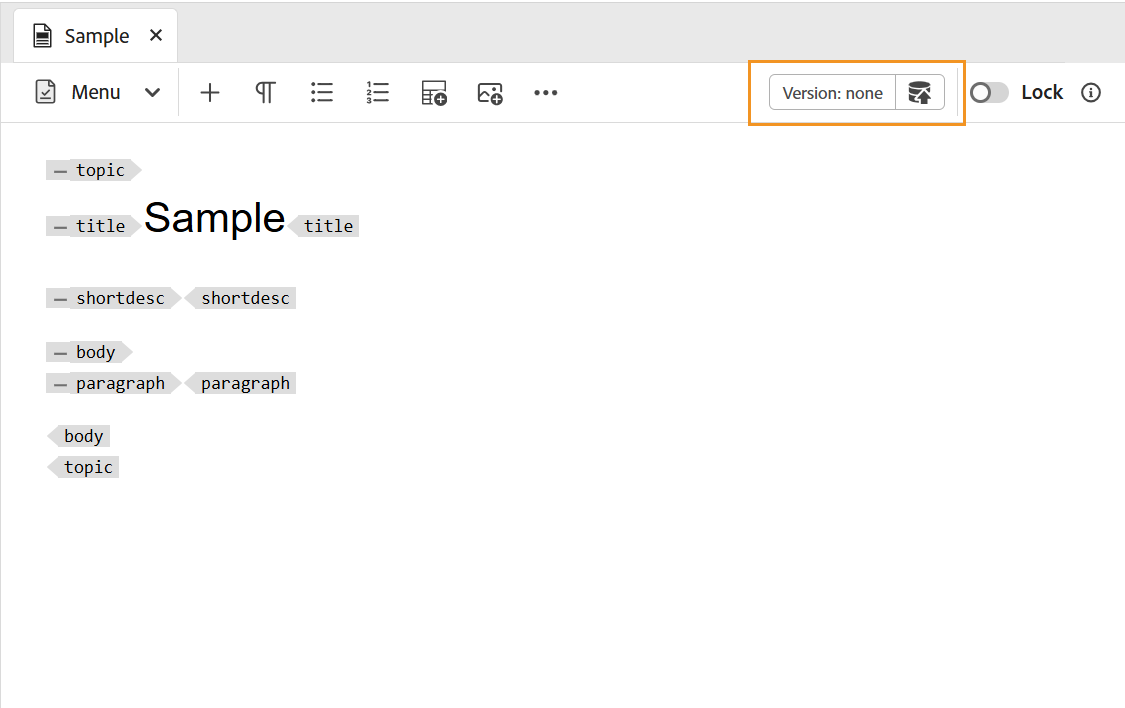 Sample
Menu Version: none Lock
topic
title Sample title
shortdesc shortdesc
body
paragraph paragraph
body
topic